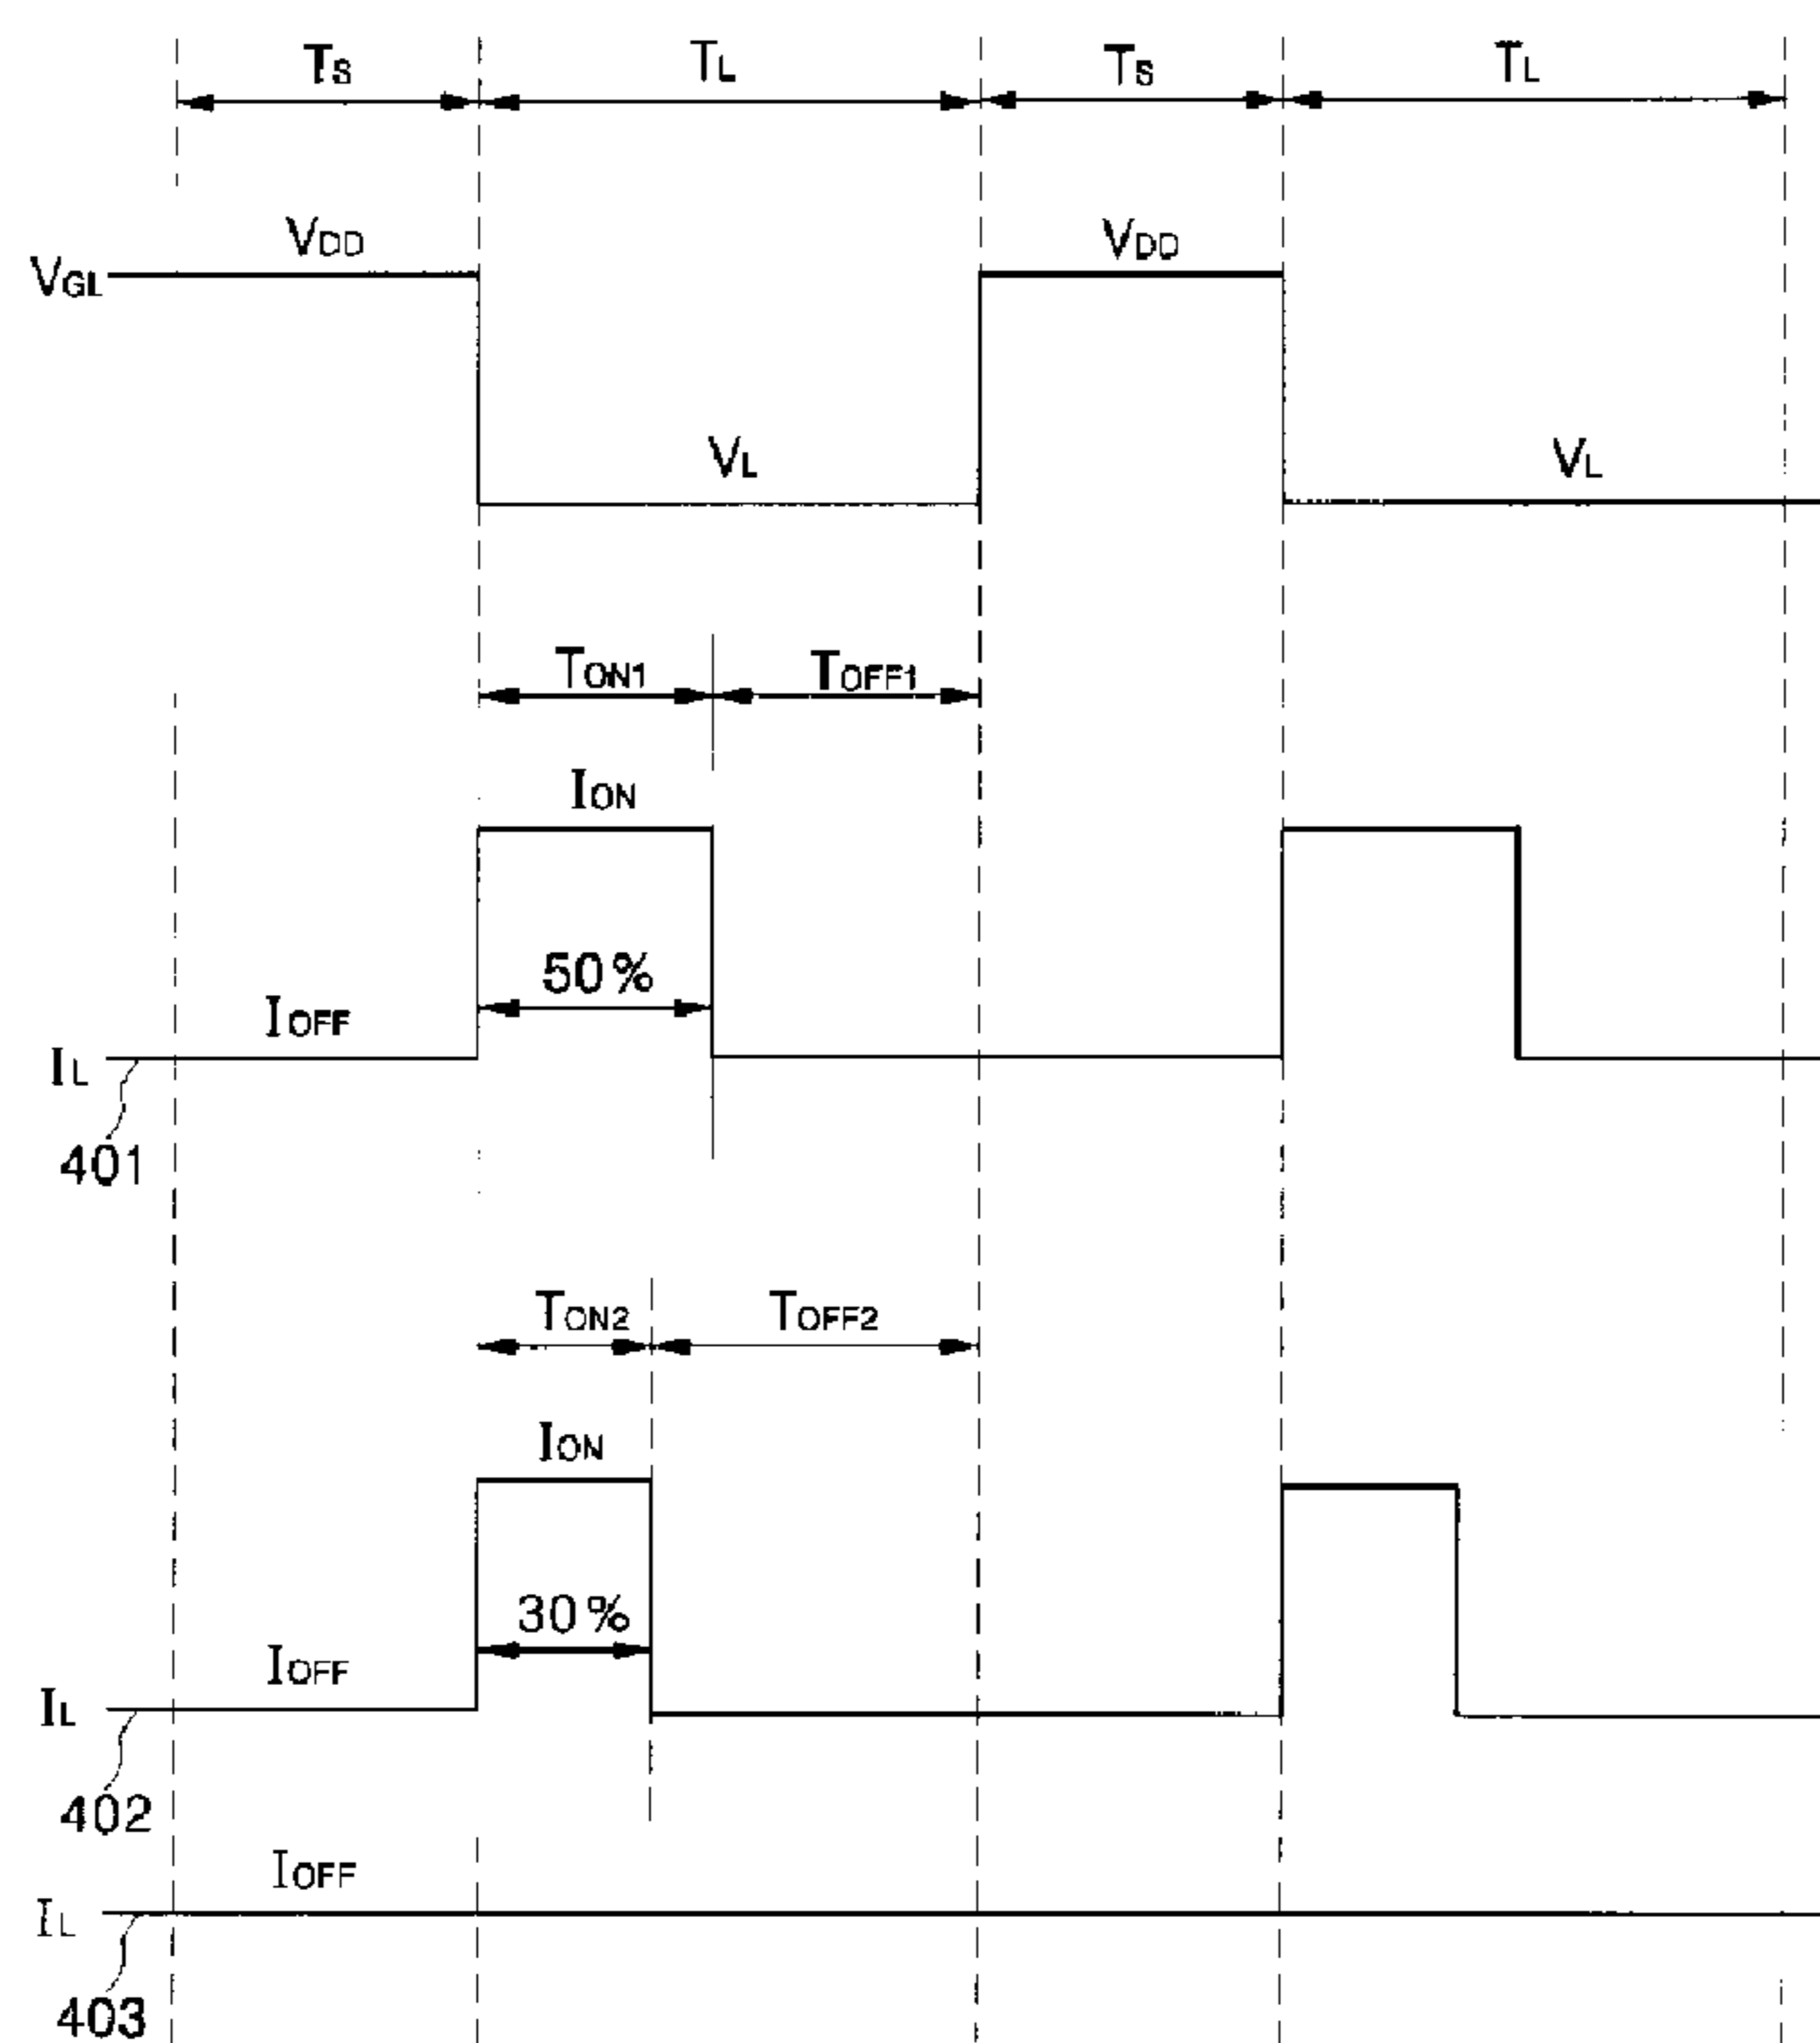 TS TL TS TL
VDD VDD
VGL
VL VL
TON1 TOFF1
ION
50%
IOFF
IL
401
TON2 TOFF2
ION
30%
IOFF
IL
402
IOFF
IL
403